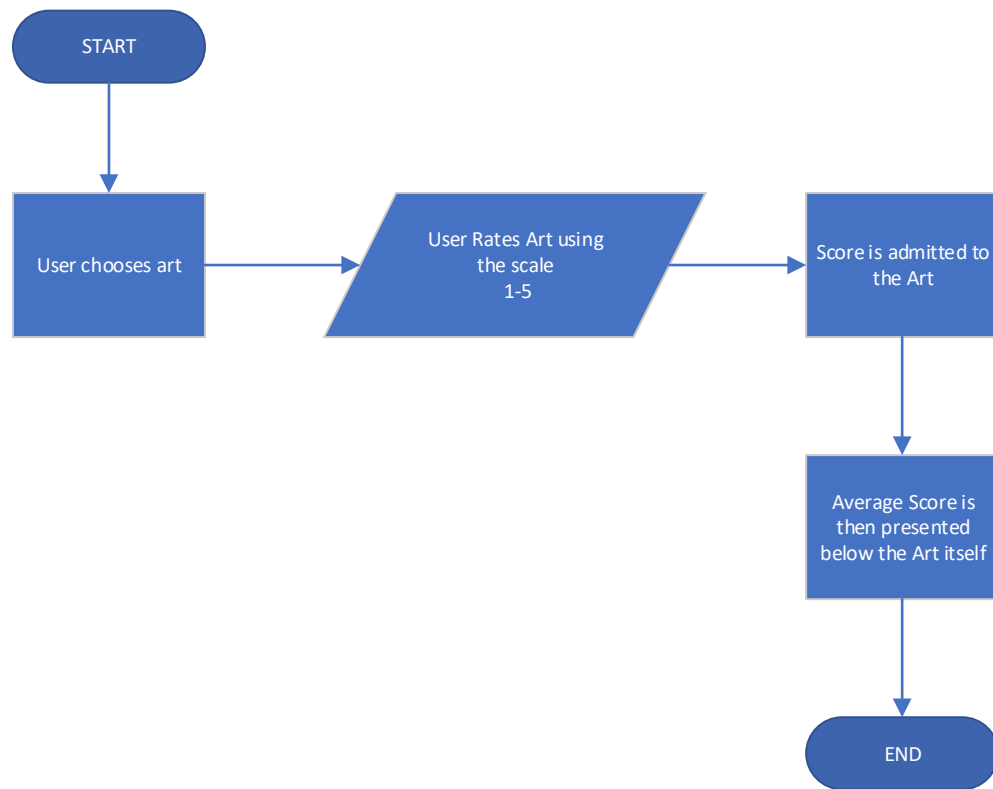 START
User chooses art
User Rates Art using
the scale
1-5
Score is admitted to
the Art
Average Score is
then presented
below the Art itself
END